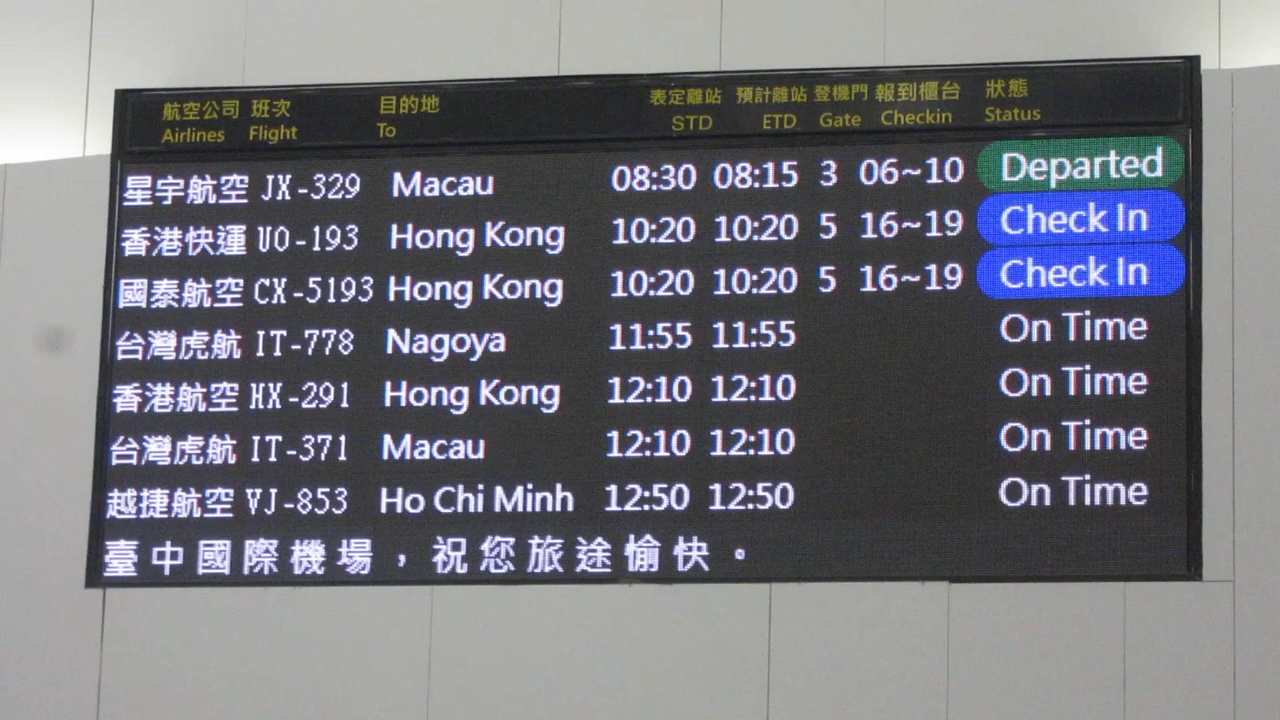 航空公司 班次 目的地 表定離站 預計離站 登機門 報到櫃台 狀態
Airlines Flight To STD ETD Gate Checkin Status
星宇航空 JX-329 Macau 08:30 08:15 3 06~10 Departed
香港快運 UO-193 Hong Kong 10:20 10:20 5 16~19 Check In
國泰航空 CX-5193 Hong Kong 10:20 10:20 5 16~19 Check In
台灣虎航 IT-778 Nagoya 11:55 11:55 On Time
香港航空 HX-291 Hong Kong 12:10 12:10 On Time
台灣虎航 IT-371 Macau 12:10 12:10 On Time
越捷航空 VJ-853 Ho Chi Minh 12:50 12:50 On Time
臺中國際機場，祝您旅途愉快。